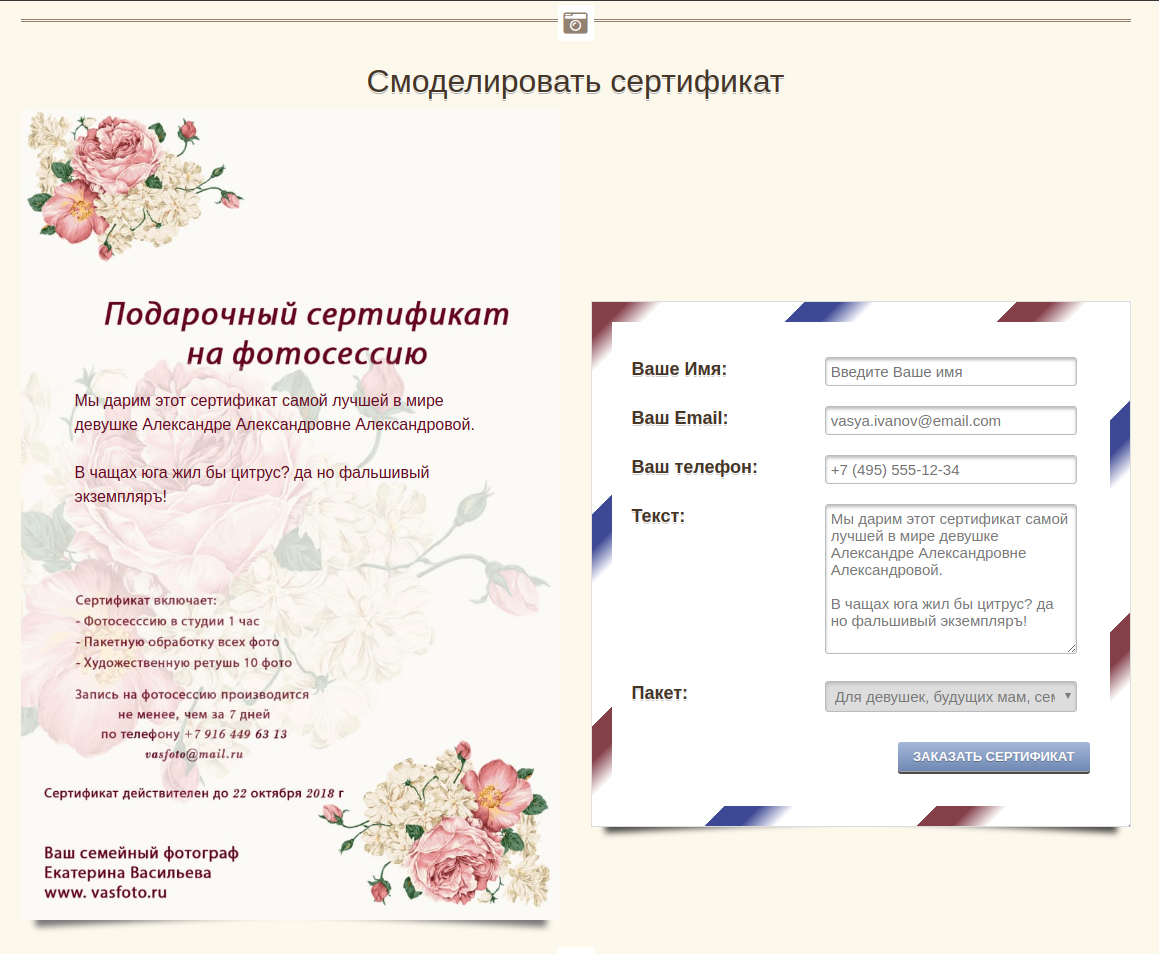 Смоделировать сертификат
Подарочный сертификат
на фотосессию
Мы дарим этот сертификат самой лучшей в мире
девушке Александре Александровне Александровой.
В чащах юга жил бы цитрус? да но фальшивый
экземпляръ!
Сертификат включает:
- Фотосесссию в студии 1 час
- Пакетную обработку всех фото
- Художественную ретушь 10 фото
Запись на фотосессию производится
не менее, чем за 7 дней
по телефону +7 916 449 63 13
vasfoto@mail.ru
Сертификат действителен до 22 октября 2018 г
Ваш семейный фотограф
Екатерина Васильева
www. vasfoto.ru
Ваше Имя:
Введите Ваше имя
Ваш Email:
vasya.ivanov@email.com
Ваш телефон:
+7 (495) 555-12-34
Текст:
Мы дарим этот сертификат самой
лучшей в мире девушке
Александре Александровне
Александровой.
В чащах юга жил бы цитрус? да
но фальшивый экземпляръ!
Пакет:
Для девушек, будущих мам, сем
ЗАКАЗАТЬ СЕРТИФИКАТ